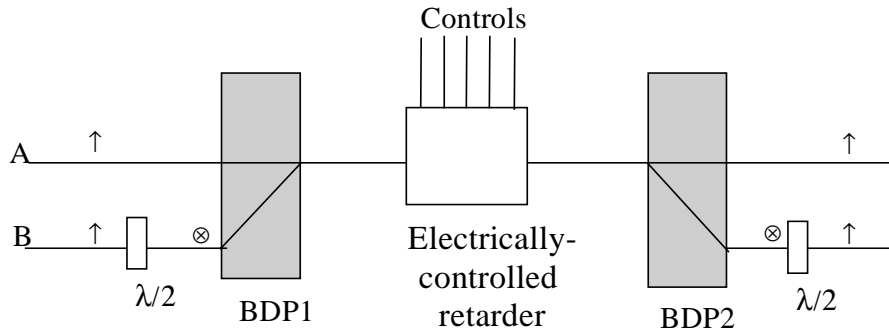 Controls
A ↑ ↑
B ↑ ⊗ ⊗ ↑
λ/2 BDP1 Electrically-
controlled
retarder BDP2 λ/2